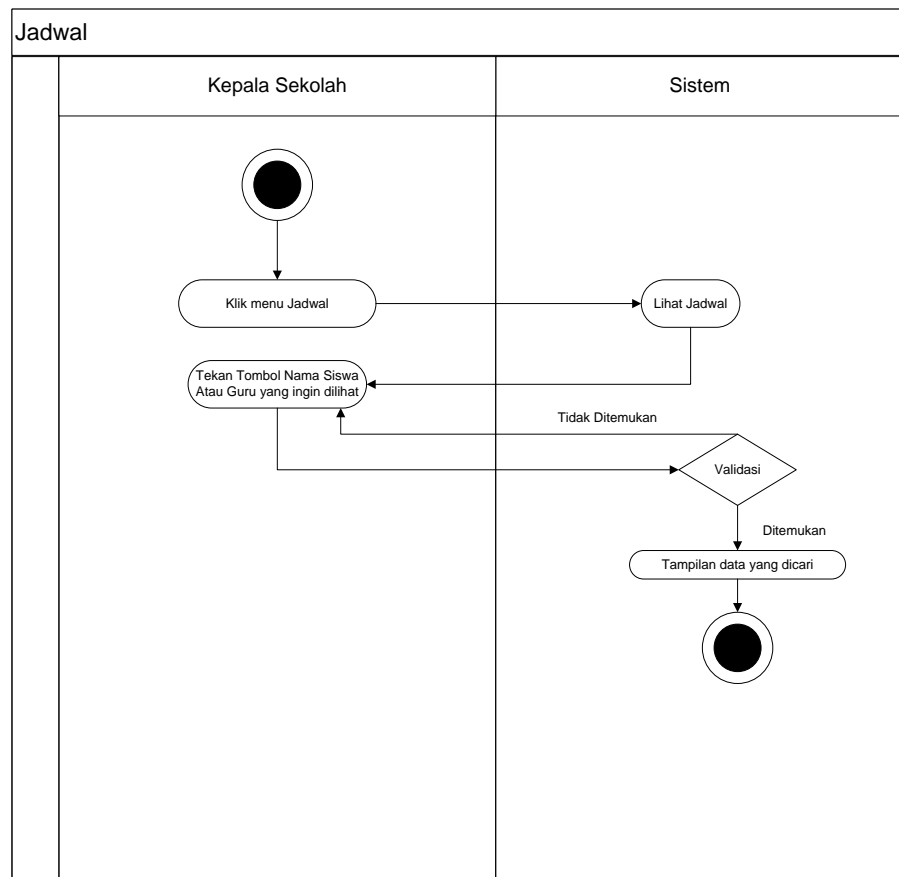 Jadwal
Kepala Sekolah
Sistem
Klik menu Jadwal
Lihat Jadwal
Tekan Tombol Nama Siswa
Atau Guru yang ingin dilihat
Tidak Ditemukan
Validasi
Ditemukan
Tampilan data yang dicari